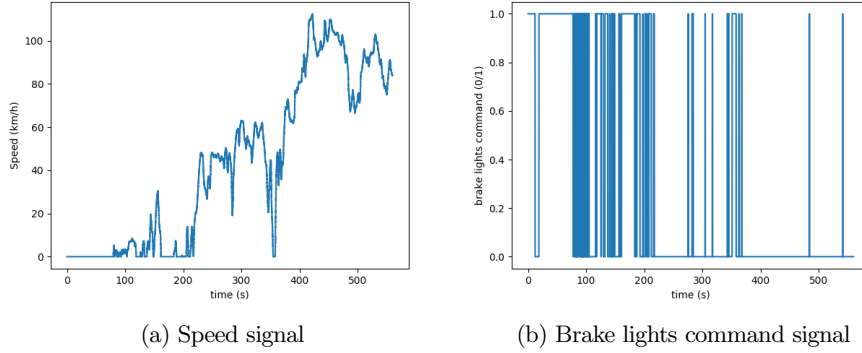 100
80
60
40
20
0
Speed (km/h)
0 100 200 300 400 500
time (s)
(a) Speed signal
1.0
0.8
0.6
0.4
0.2
0.0
brake lights command (0/1)
0 100 200 300 400 500
time (s)
(b) Brake lights command signal